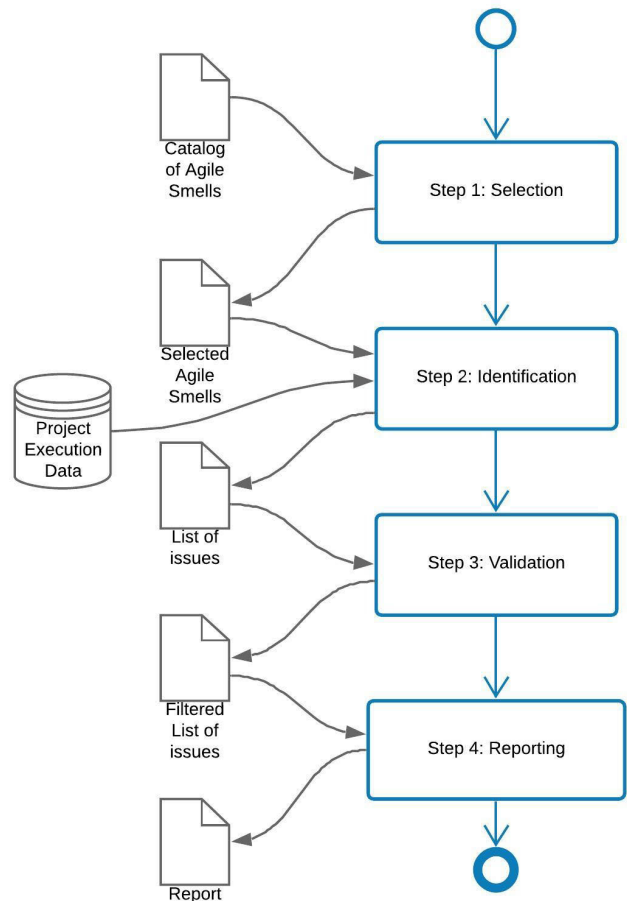 Catalog
of Agile
Smells
Step 1: Selection
Selected
Agile
Smells
Step 2: Identification
Project
Execution
Data
List of
issues
Step 3: Validation
Filtered
List of
issues
Step 4: Reporting
Report